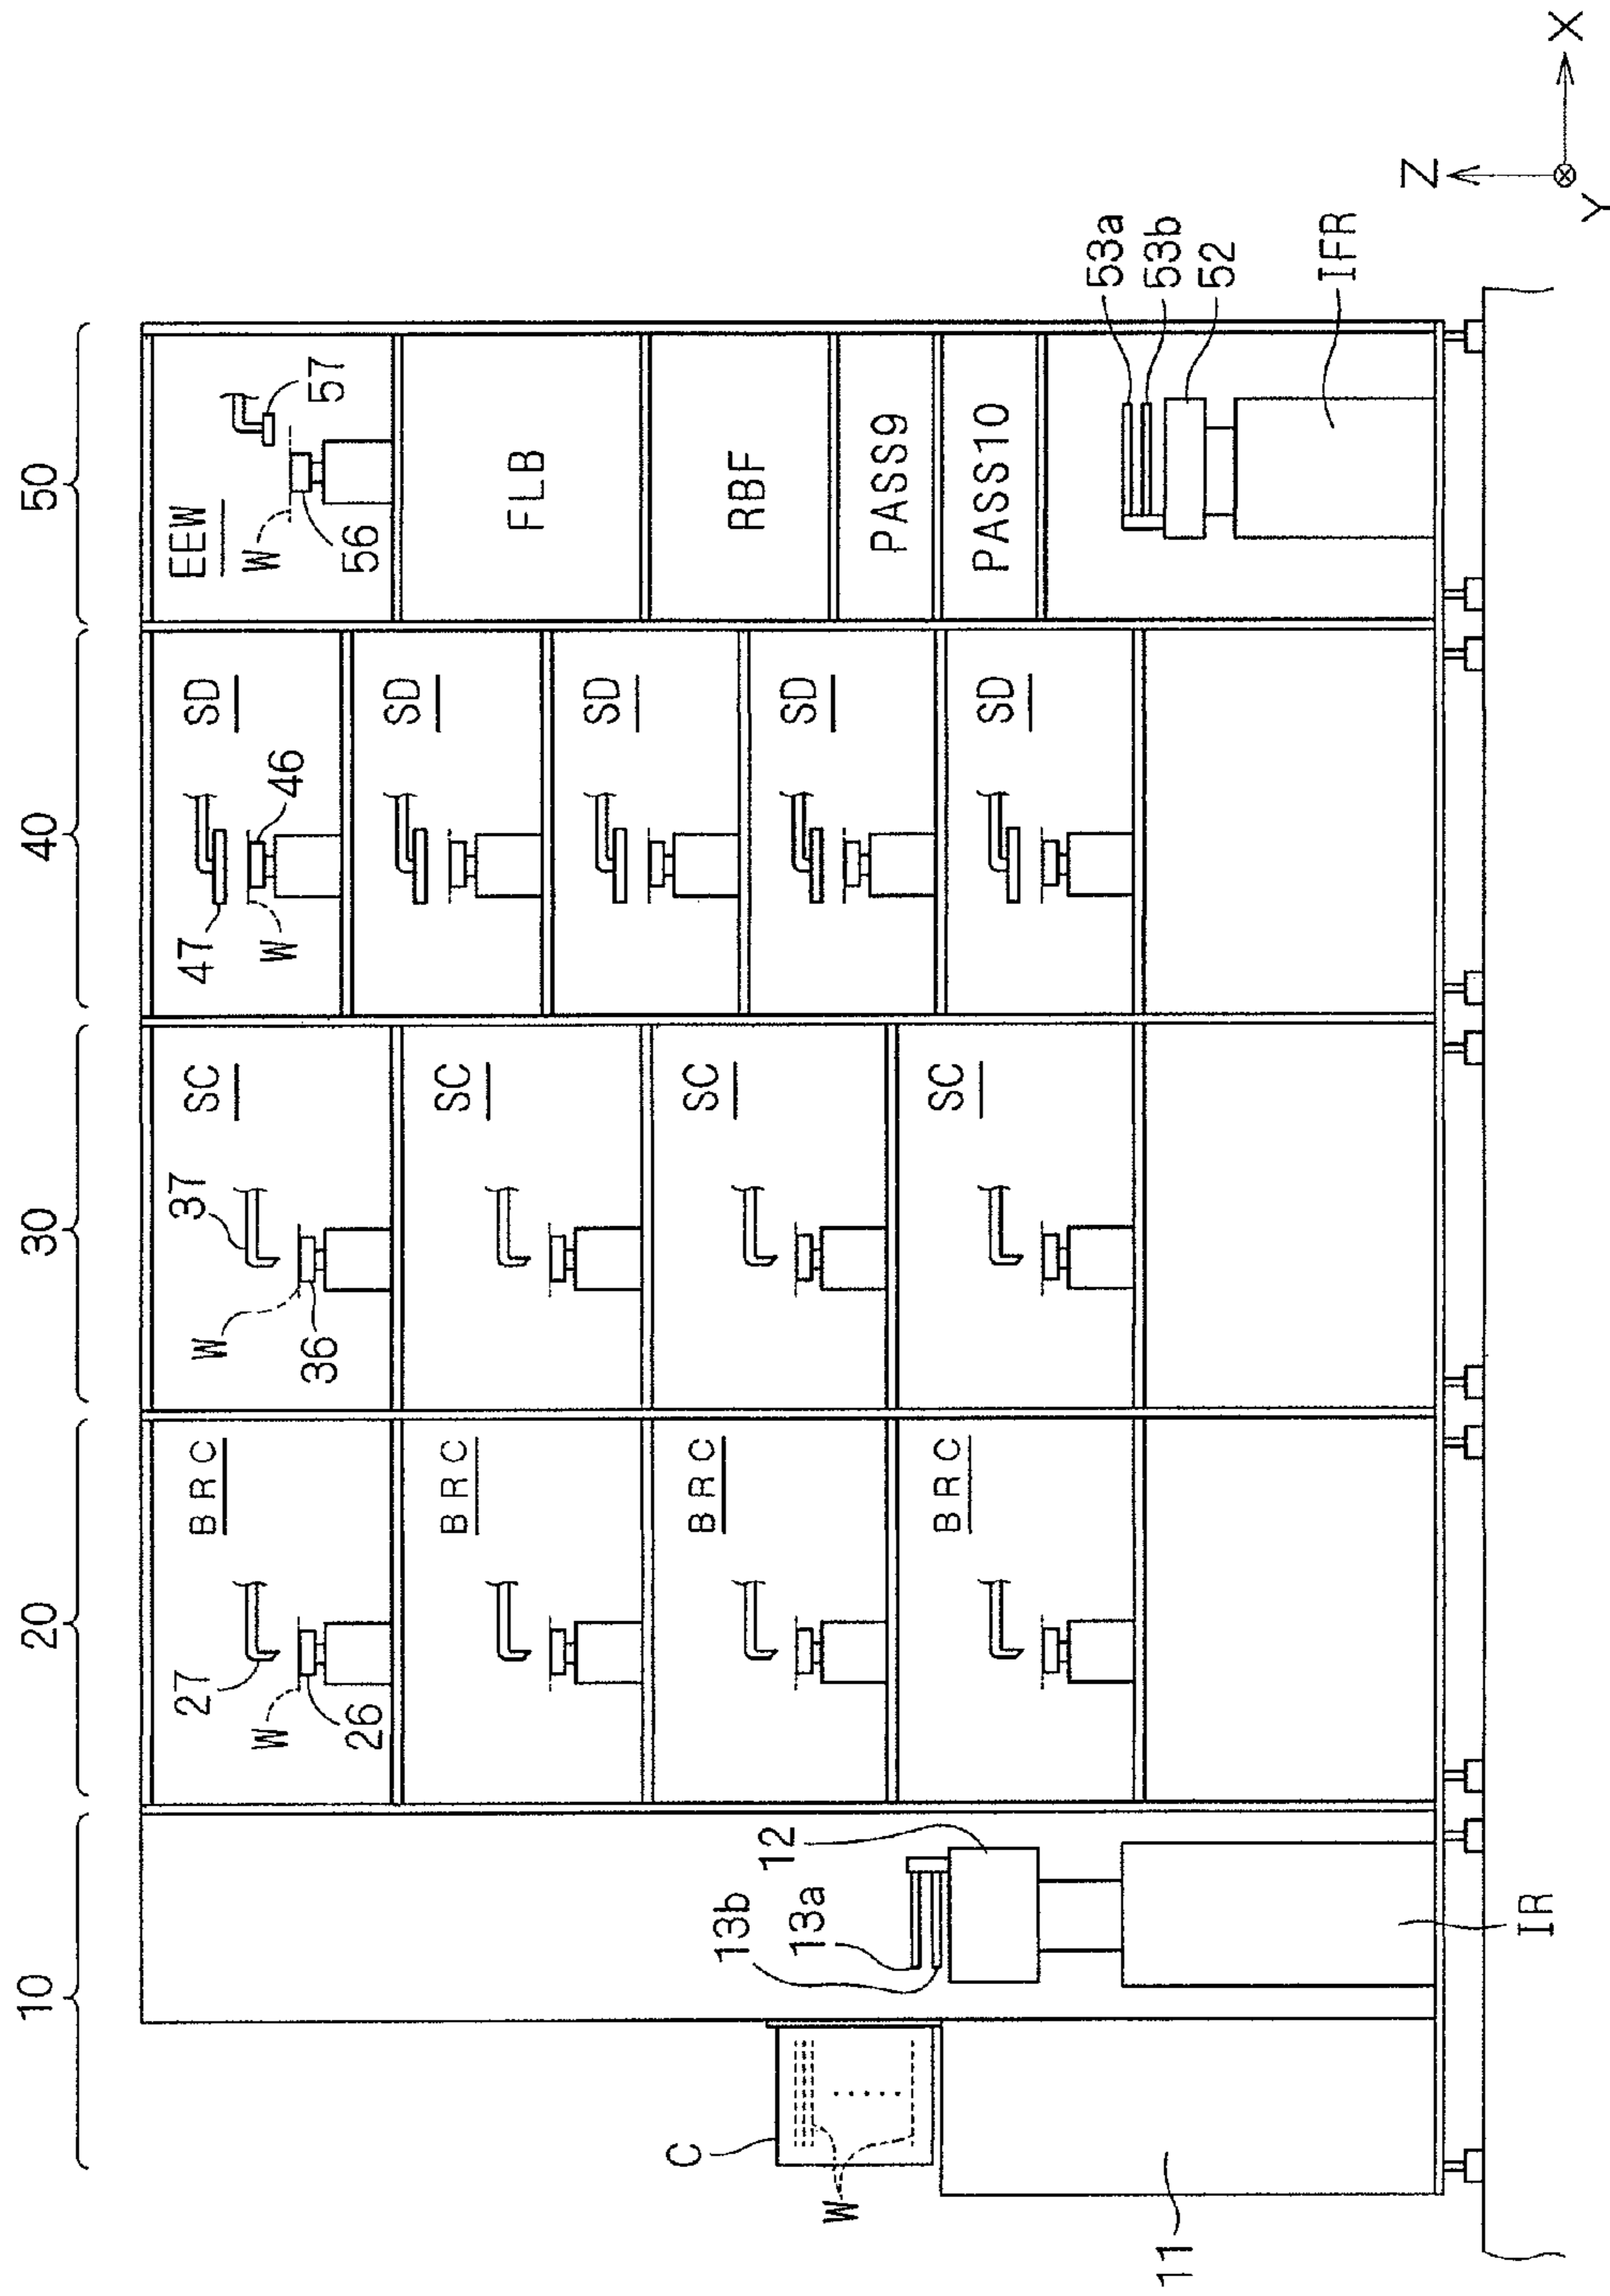 10
20
30
40
50
C
W
11
13b
13a
12
IR
BRC
27
W
26
BRC
BRC
BRC
SC
37
W
36
SC
SC
SC
SD
47
46
W
SD
SD
SD
SD
EEW
57
W
56
FLB
RBF
PASS9
PASS10
53a
53b
52
IFR
Z
X
Y